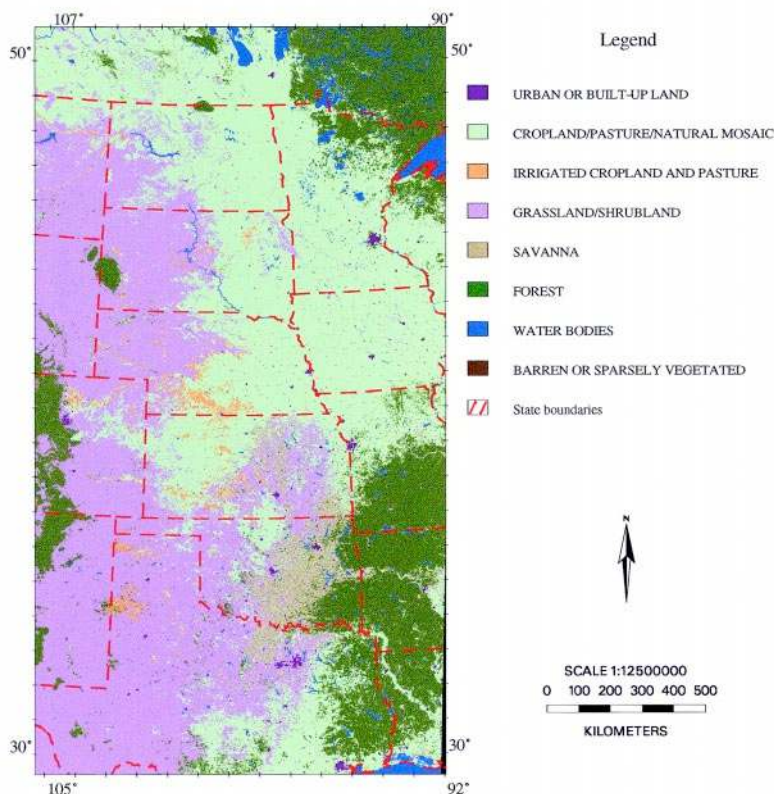 107° 90°
50° 50°
30° 30°
105° 92°
Legend
URBAN OR BUILT-UP LAND
CROPLAND/PASTURE/NATURAL MOSAIC
IRRIGATED CROPLAND AND PASTURE
GRASSLAND/SHRUBLAND
SAVANNA
FOREST
WATER BODIES
BARREN OR SPARSELY VEGETATED
State boundaries
N
SCALE 1:12500000
0 100 200 300 400 500
KILOMETERS